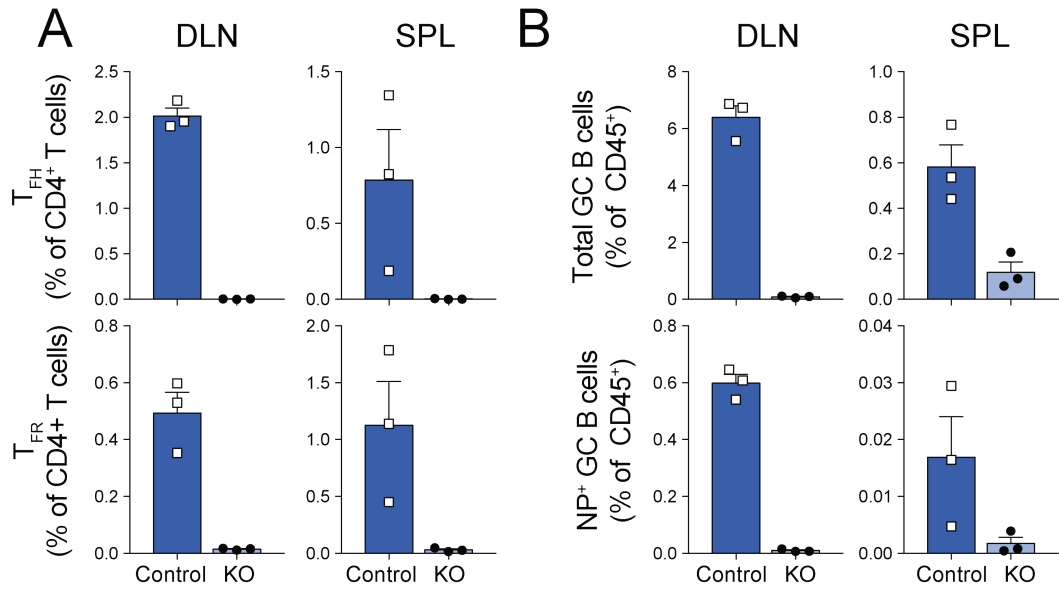 A
DLN
SPL
B
DLN
SPL
TFH
(% of CD4+ T cells)
2.5
2.0
1.5
1.0
0.5
0.0
1.5
1.0
0.5
0.0
Total GC B cells
(% of CD45+)
8
6
4
2
0
1.0
0.8
0.6
0.4
0.2
0.0
TFR
(% of CD4+ T cells)
0.8
0.6
0.4
0.2
0.0
Control KO
2.0
1.5
1.0
0.5
0.0
Control KO
NP+ GC B cells
(% of CD45+)
0.8
0.6
0.4
0.2
0.0
Control KO
0.04
0.03
0.02
0.01
0.00
Control KO